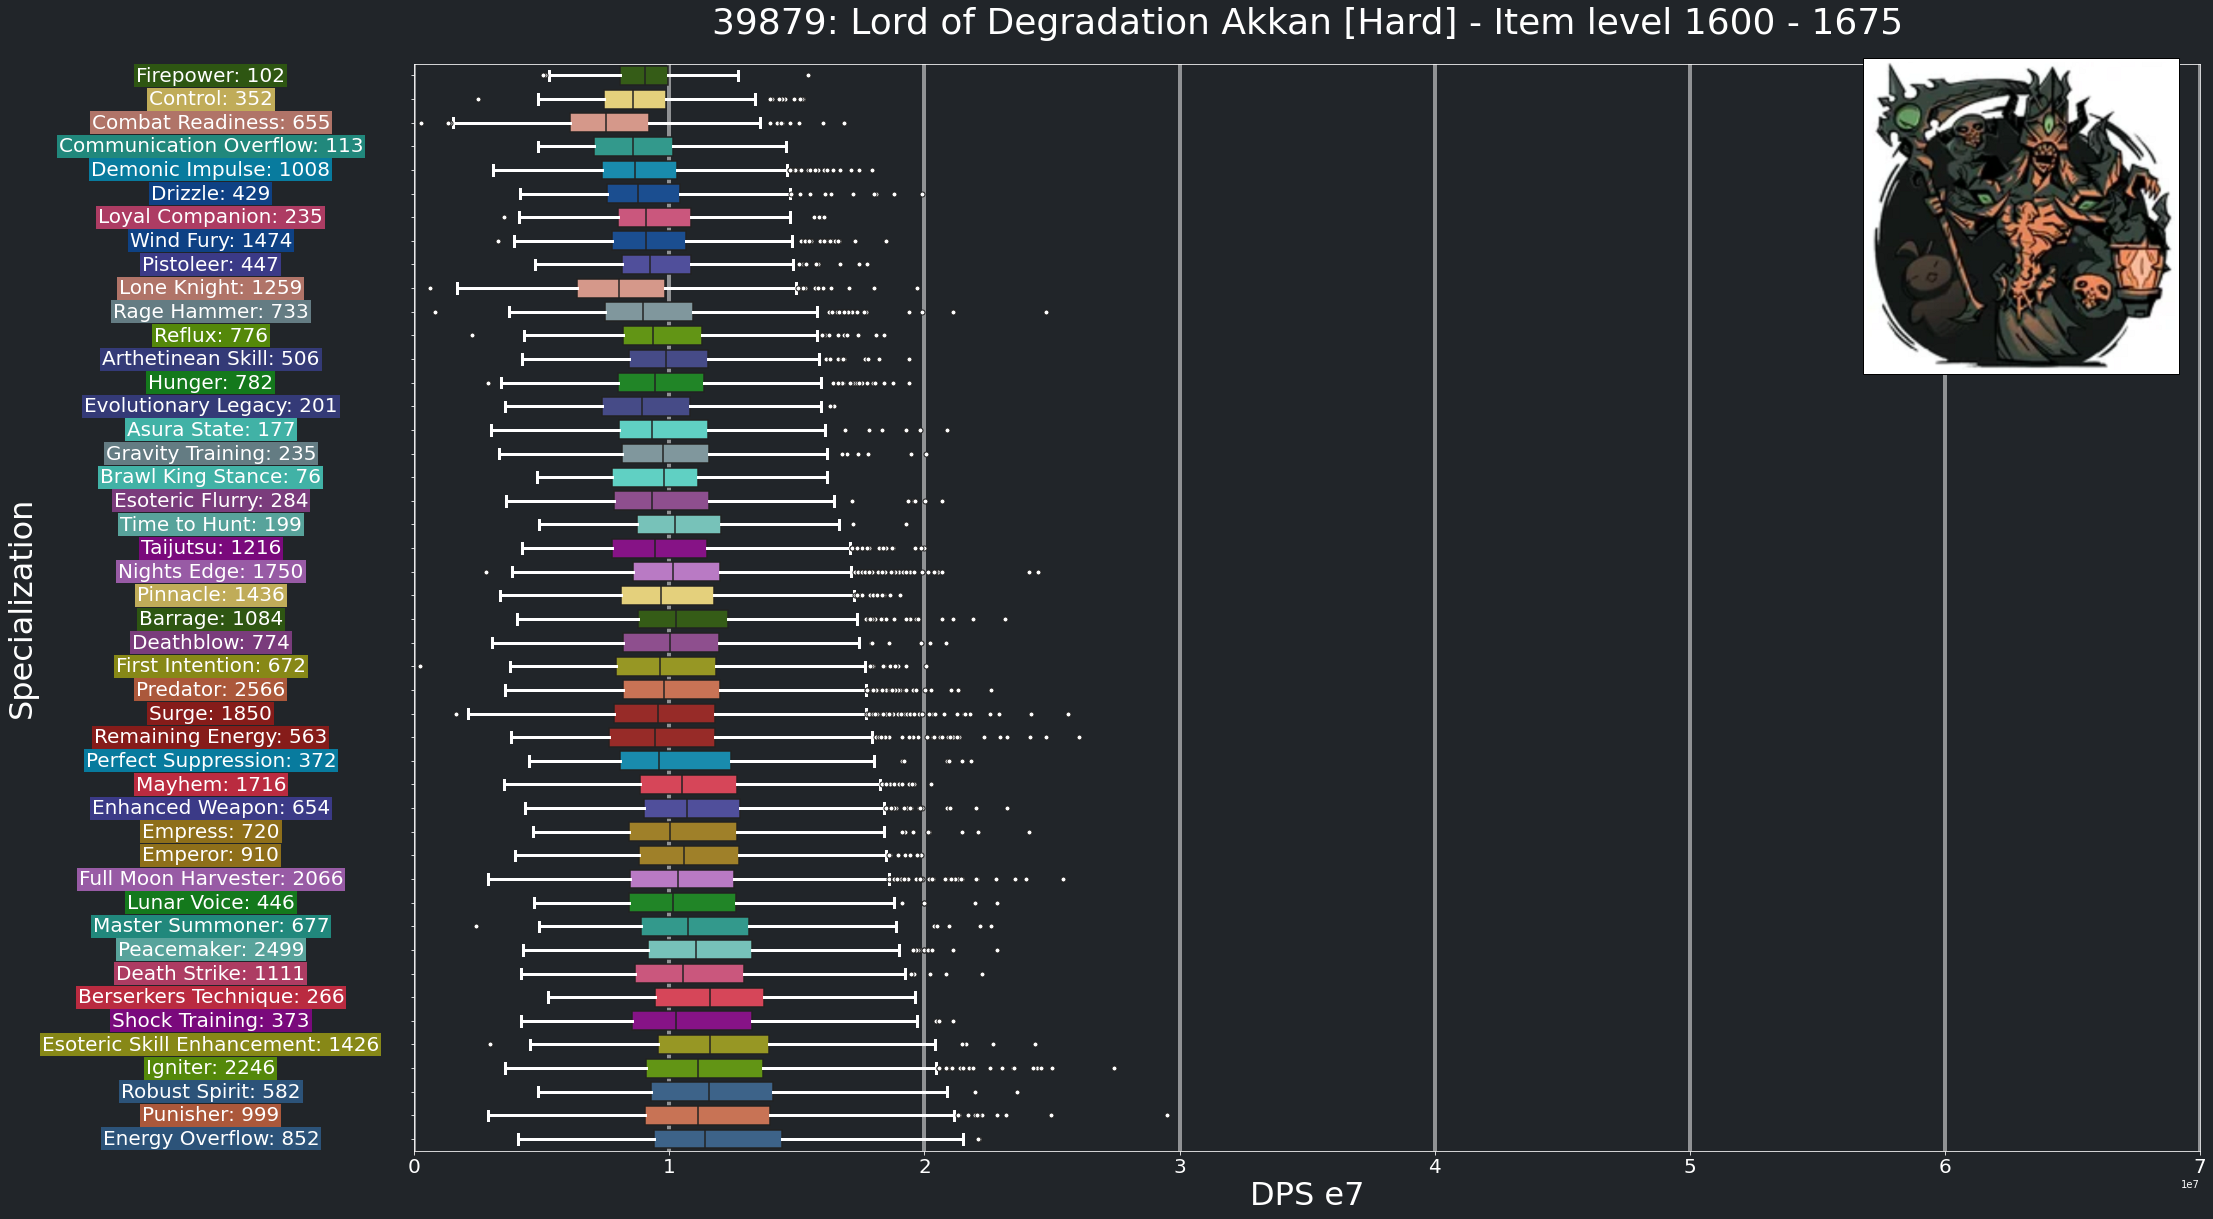 39879: Lord of Degradation Akkan [Hard] - Item level 1600 - 1675
Specialization
Firepower: 102
Control: 352
Combat Readiness: 655
Communication Overflow: 113
Demonic Impulse: 1008
Drizzle: 429
Loyal Companion: 235
Wind Fury: 1474
Pistoleer: 447
Lone Knight: 1259
Rage Hammer: 733
Reflux: 776
Arthetinean Skill: 506
Hunger: 782
Evolutionary Legacy: 201
Asura State: 177
Gravity Training: 235
Brawl King Stance: 76
Esoteric Flurry: 284
Time to Hunt: 199
Taijutsu: 1216
Nights Edge: 1750
Pinnacle: 1436
Barrage: 1084
Deathblow: 774
First Intention: 672
Predator: 2566
Surge: 1850
Remaining Energy: 563
Perfect Suppression: 372
Mayhem: 1716
Enhanced Weapon: 654
Empress: 720
Emperor: 910
Full Moon Harvester: 2066
Lunar Voice: 446
Master Summoner: 677
Peacemaker: 2499
Death Strike: 1111
Berserkers Technique: 266
Shock Training: 373
Esoteric Skill Enhancement: 1426
Igniter: 2246
Robust Spirit: 582
Punisher: 999
Energy Overflow: 852
0 1 2 3 4 5 6 7
1e7
DPS e7